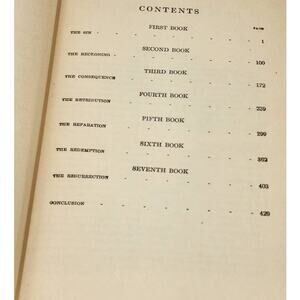 CONTENTS
FIRST BOOK
PAGE
THE SIN - - - - - - - 1
SECOND BOOK
THE RECKONING - - - - - - 100
THIRD BOOK
THE CONSEQUENCE - - - - - - 172
FOURTH BOOK
THE RETRIBUTION - - - - - - 239
FIFTH BOOK
THE REPARATION - - - - - - 299
SIXTH BOOK
THE REDEMPTION - - - - - - 362
SEVENTH BOOK
THE RESURRECTION - - - - - - 403
CONCLUSION - - - - - - 429